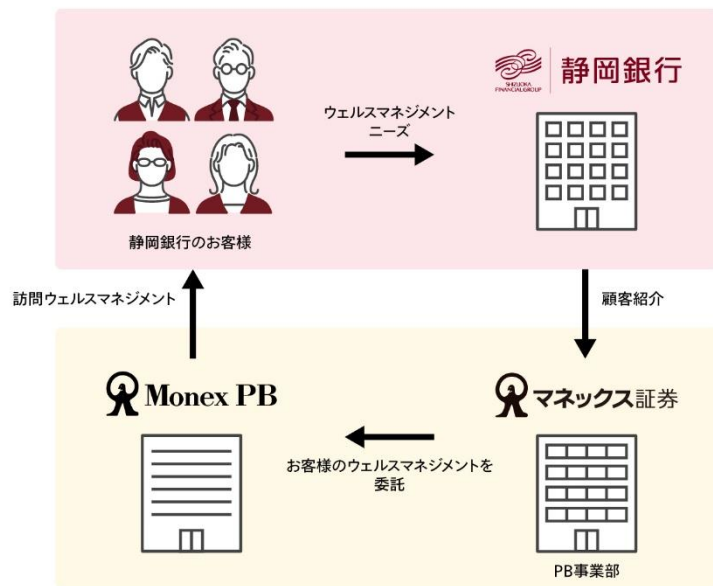 SHIZUOKA
FINANCIAL GROUP
静岡銀行
ウェルスマネジメント
ニーズ
静岡銀行のお客様
訪問ウェルスマネジメント
顧客紹介
Monex PB
マネックス証券
お客様のウェルスマネジメントを
委託
PB事業部